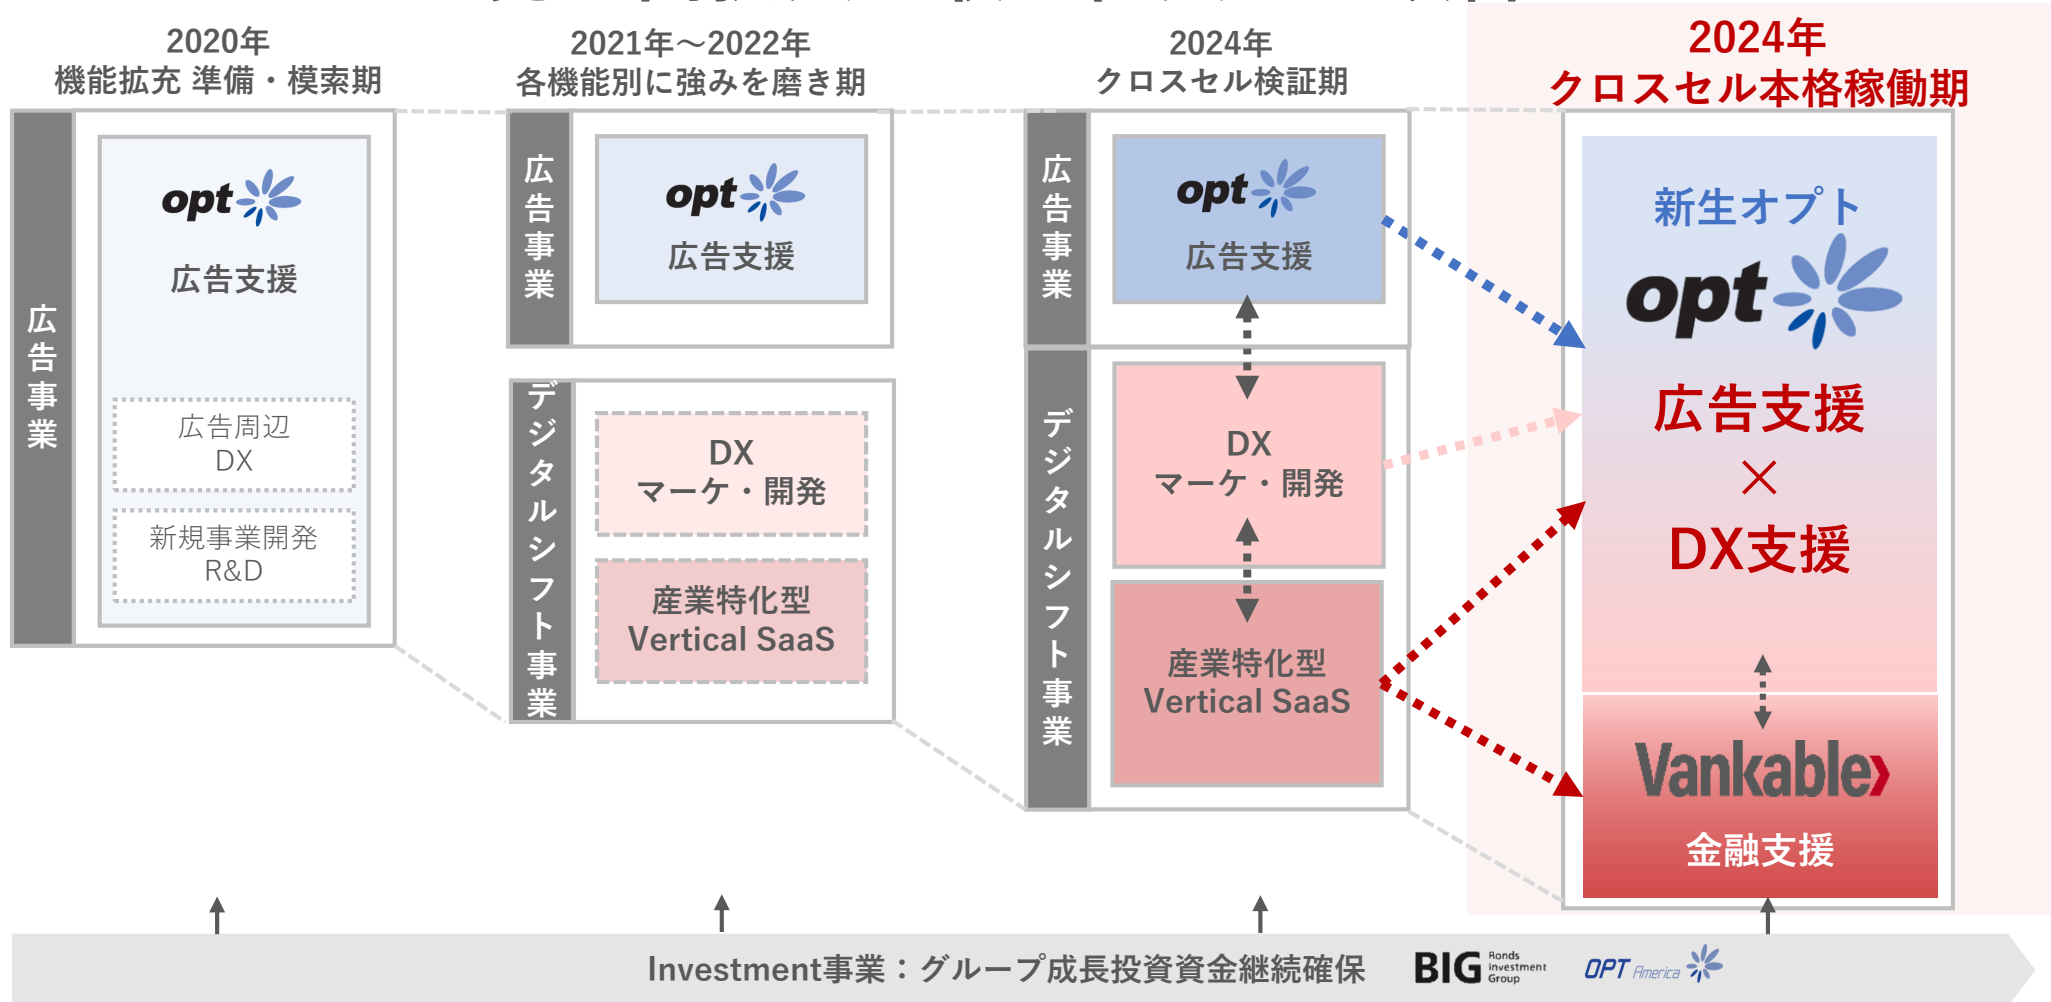 2020年
機能拡充 準備・模索期
広告事業
opt
広告支援
広告周辺
DX
新規事業開発
R&D
2021年～2022年
各機能別に強みを磨き期
広告事業
opt
広告支援
デジタルシフト事業
DX
マーケ・開発
産業特化型
Vertical SaaS
2024年
クロスセル検証期
広告事業
opt
広告支援
デジタルシフト事業
DX
マーケ・開発
産業特化型
Vertical SaaS
2024年
クロスセル本格稼働期
新生オプト
opt
広告支援
×
DX支援
Vankable
金融支援
Investment事業：グループ成長投資資金継続確保
BIG
Bonds
Investment
Group
OPT America